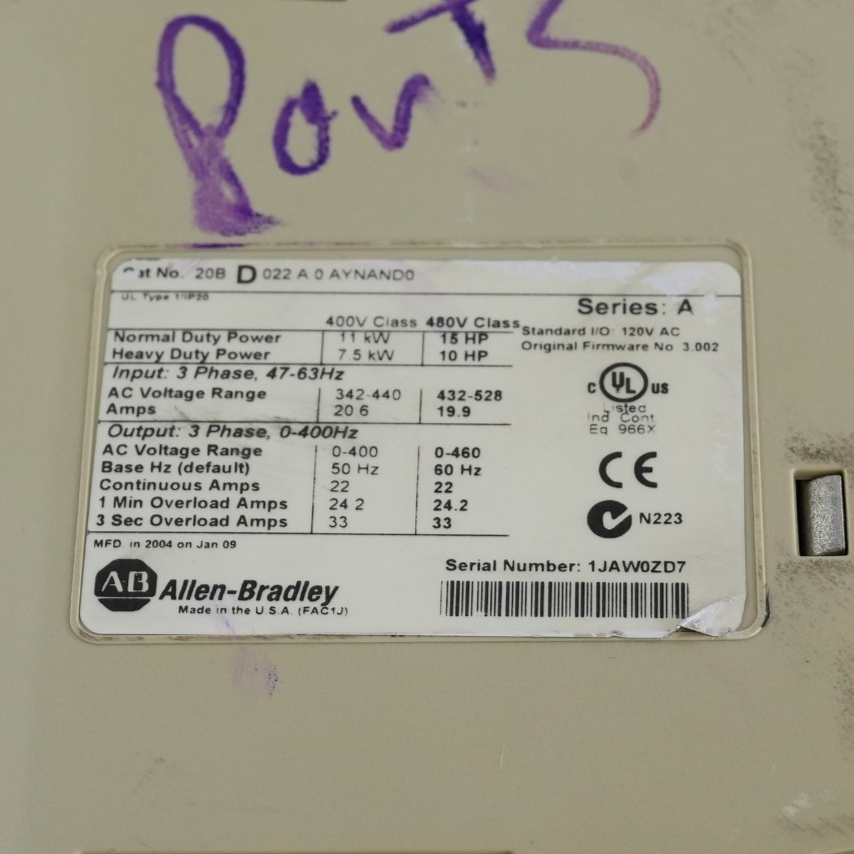 Parts
Cat No. 20B D 022 A 0 AYNAND0
UL Type 1/IP20
Series: A
400V Class 480V Class
Standard I/O: 120V AC
Original Firmware No 3.002
Normal Duty Power 11 kW 15 HP
Heavy Duty Power 7.5 kW 10 HP
Input: 3 Phase, 47-63Hz
AC Voltage Range 342-440 432-528
Amps 20.6 19.9
C UL US
Listed
Ind Cont
Eq 966X
Output: 3 Phase, 0-400Hz
AC Voltage Range 0-400 0-460
Base Hz (default) 50 Hz 60 Hz
Continuous Amps 22 22
1 Min Overload Amps 24.2 24.2
3 Sec Overload Amps 33 33
CE
N223
MFD. in 2004 on Jan 09
Serial Number: 1JAW0ZD7
A-B Allen-Bradley
Made in the U.S.A. (FAC1J)